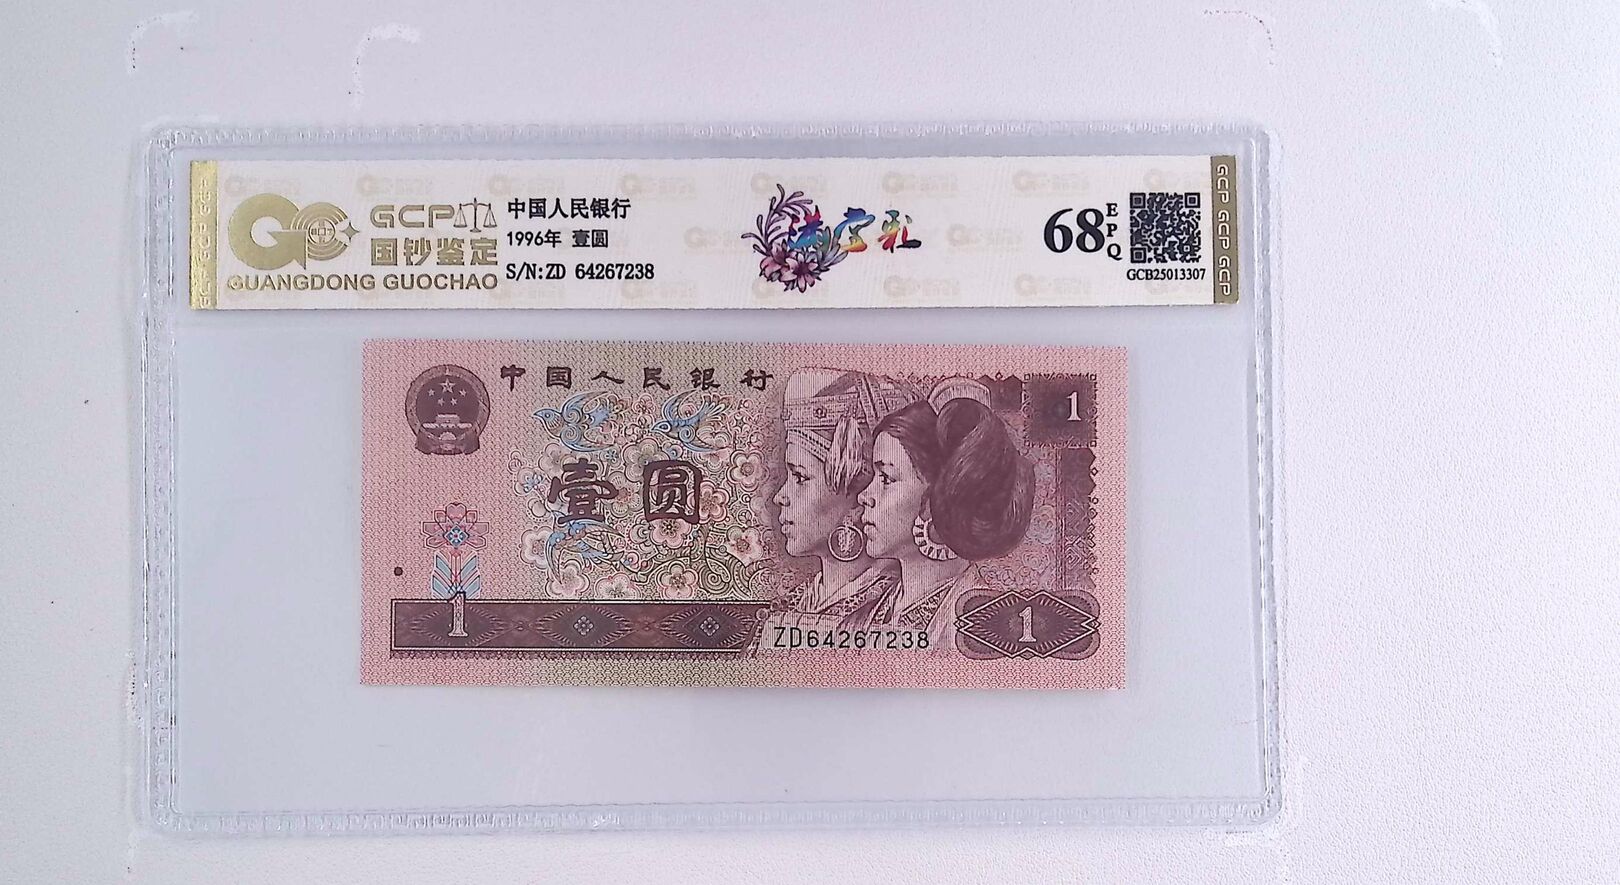 GCP
国钞鉴定
GUANGDONG GUOCHAO
中国人民银行
1996年 壹圆
S/N:ZD 64267238
满堂彩
68
EPQ
GCB25013307
GCP GCP GCP
中国人民银行
1
壹圆
1
ZD64267238
1